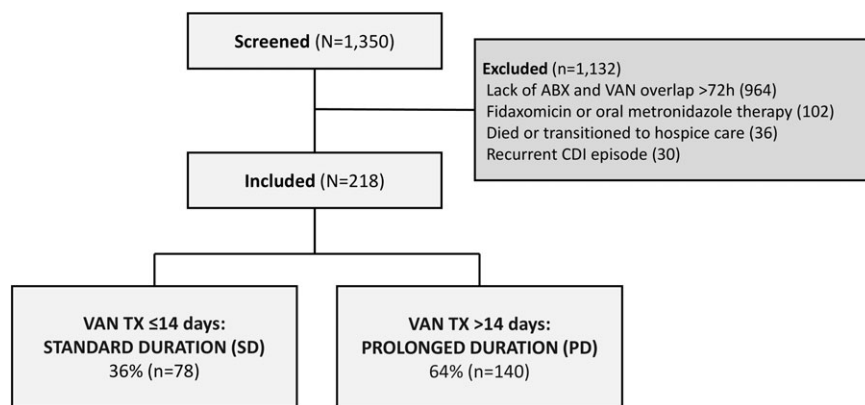 Screened (N=1,350)
Excluded (n=1,132)
Lack of ABX and VAN overlap >72h (964)
Fidaxomicin or oral metronidazole therapy (102)
Died or transitioned to hospice care (36)
Recurrent CDI episode (30)
Included (N=218)
VAN TX ≤14 days:
STANDARD DURATION (SD)
36% (n=78)
VAN TX >14 days:
PROLONGED DURATION (PD)
64% (n=140)